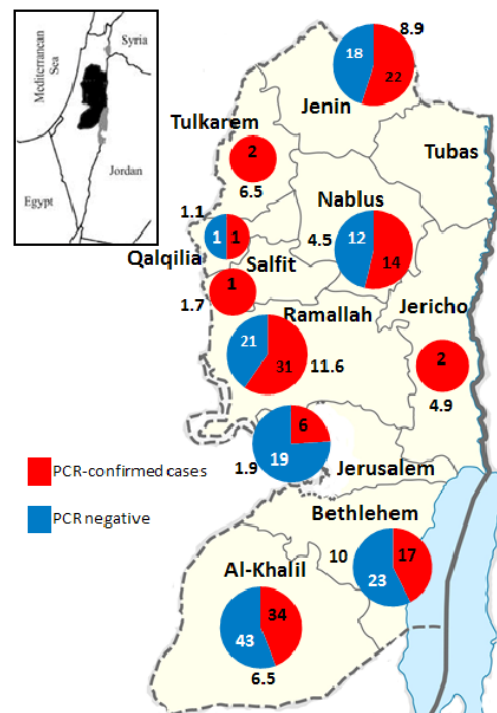 Mediterranean
Sea
Syria
Jordan
Egypt
8.9
18
22
Jenin
Tulkarem
2
6.5
Tubas
Nablus
1.1
1
1
4.5
12
14
Qalqilia
Salfit
1
1.7
Jericho
Ramallah
21
31
11.6
2
4.9
6
19
1.9
Jerusalem
PCR-confirmed cases
PCR negative
Bethlehem
10
17
23
Al-Khalil
34
43
6.5